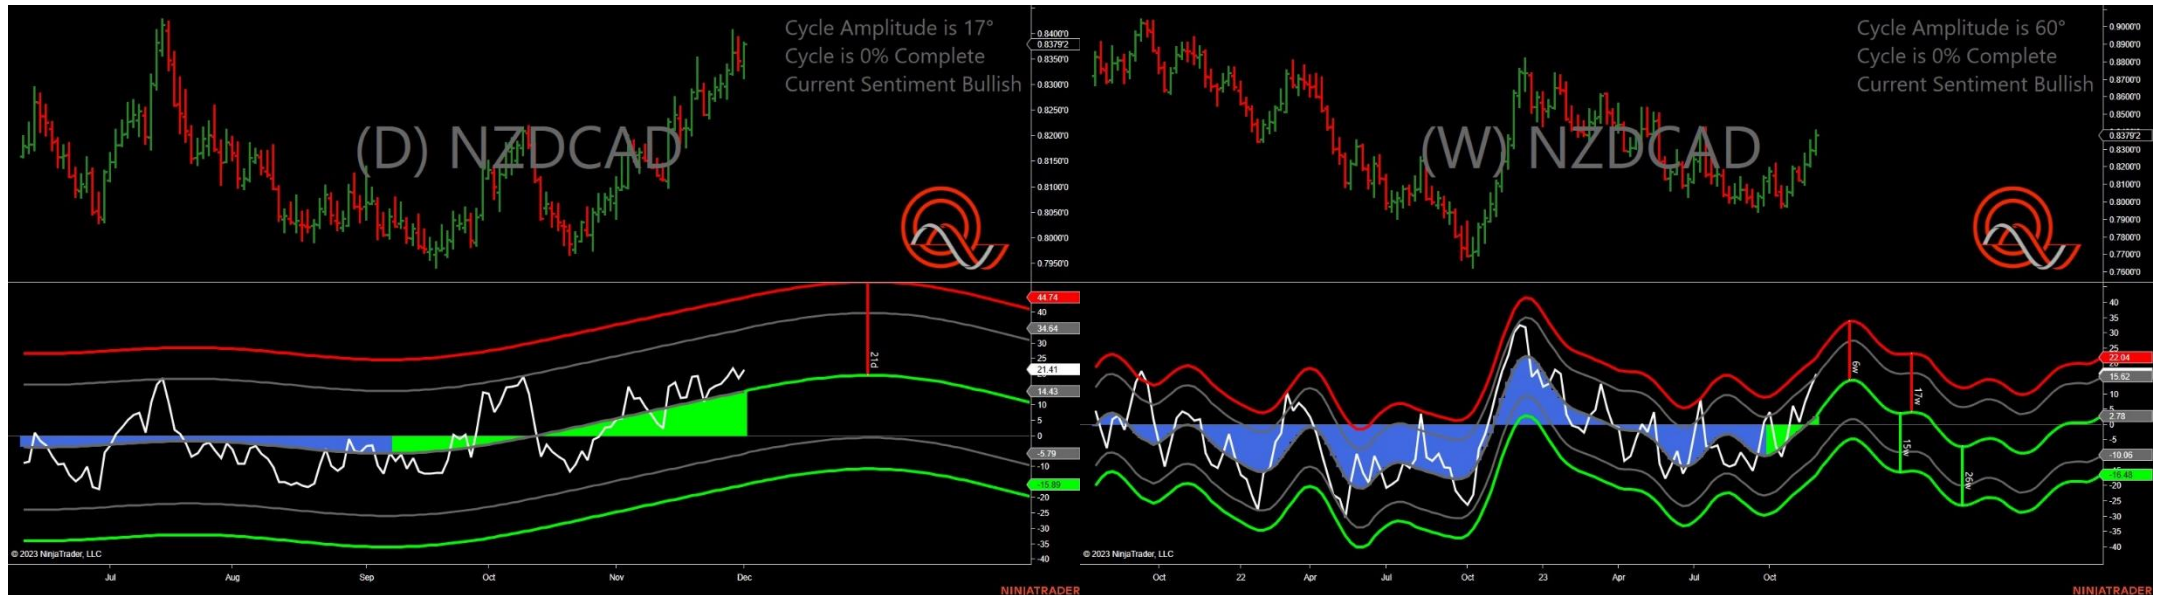 Cycle Amplitude is 17°
Cycle is 0% Complete
Current Sentiment Bullish
(D) NZDCAD
0.8400'0
0.8379'2
0.8350'0
0.8300'0
0.8250'0
0.8200'0
0.8150'0
0.8100'0
0.8050'0
0.8000'0
0.7950'0
44.74
40
34.64
30
25
21.41
14.43
10
5
0
-5.79
-10
-15.89
-20
-25
-30
-35
-40
21d
© 2023 NinjaTrader, LLC
Jul
Aug
Sep
Oct
Nov
Dec
NINJATRADER
Cycle Amplitude is 60°
Cycle is 0% Complete
Current Sentiment Bullish
(W) NZDCAD
0.9000'0
0.8900'0
0.8800'0
0.8700'0
0.8600'0
0.8500'0
0.8379'2
0.8300'0
0.8200'0
0.8100'0
0.8000'0
0.7900'0
0.7800'0
0.7700'0
0.7600'0
40
35
30
25
22.04
15.62
10
5
2.78
0
-5
-10.06
-16.48
-20
-25
-30
-35
-40
6w
17w
15w
26w
© 2023 NinjaTrader, LLC
Oct
22
Apr
Jul
Oct
23
Apr
Jul
Oct
NINJATRADER